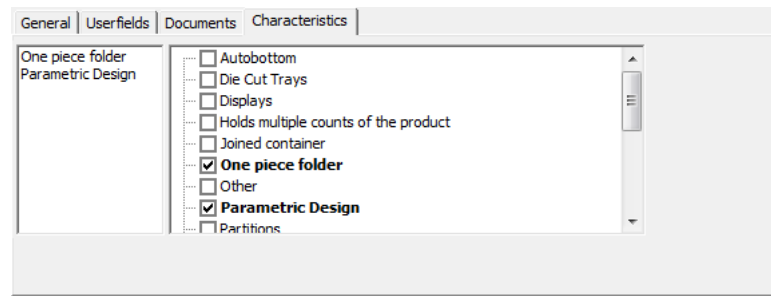 General Userfields Documents Characteristics
One piece folder
Parametric Design
Autobottom
Die Cut Trays
Displays
Holds multiple counts of the product
Joined container
One piece folder
Other
Parametric Design
Partitions